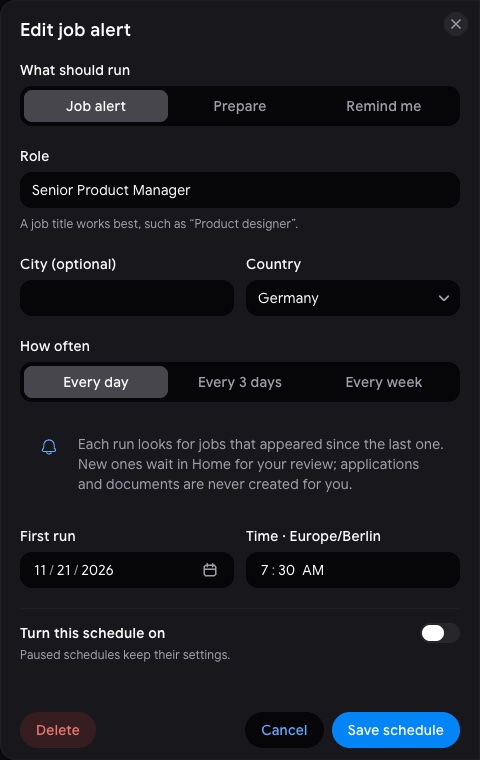 Edit job alert
What should run
Job alert Prepare Remind me
Role
Senior Product Manager
A job title works best, such as “Product designer”.
City (optional) Country
Germany
How often
Every day Every 3 days Every week
Each run looks for jobs that appeared since the last one.
New ones wait in Home for your review; applications
and documents are never created for you.
First run Time · Europe/Berlin
11/21/2026 7:30 AM
Turn this schedule on
Paused schedules keep their settings.
Delete Cancel Save schedule